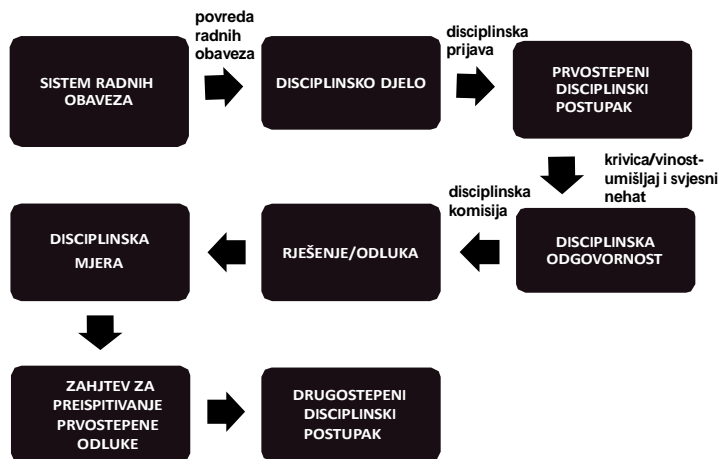 povreda
radnih
obaveza
disciplinska
prijava
SISTEM RADNIH
OBAVEZA
DISCIPLINSKO DJELO
PRVOSTEPENI
DISCIPLINSKI
POSTUPAK
krivica/vinost-
umišljaj i svjesni
nehat
disciplinska
komisija
DISCIPLINSKA
MJERA
RJEŠENJE/ODLUKA
DISCIPLINSKA
ODGOVORNOST
ZAHJTEV ZA
PREISPITIVANJE
PRVOSTEPENE
ODLUKE
DRUGOSTEPENI
DISCIPLINSKI
POSTUPAK